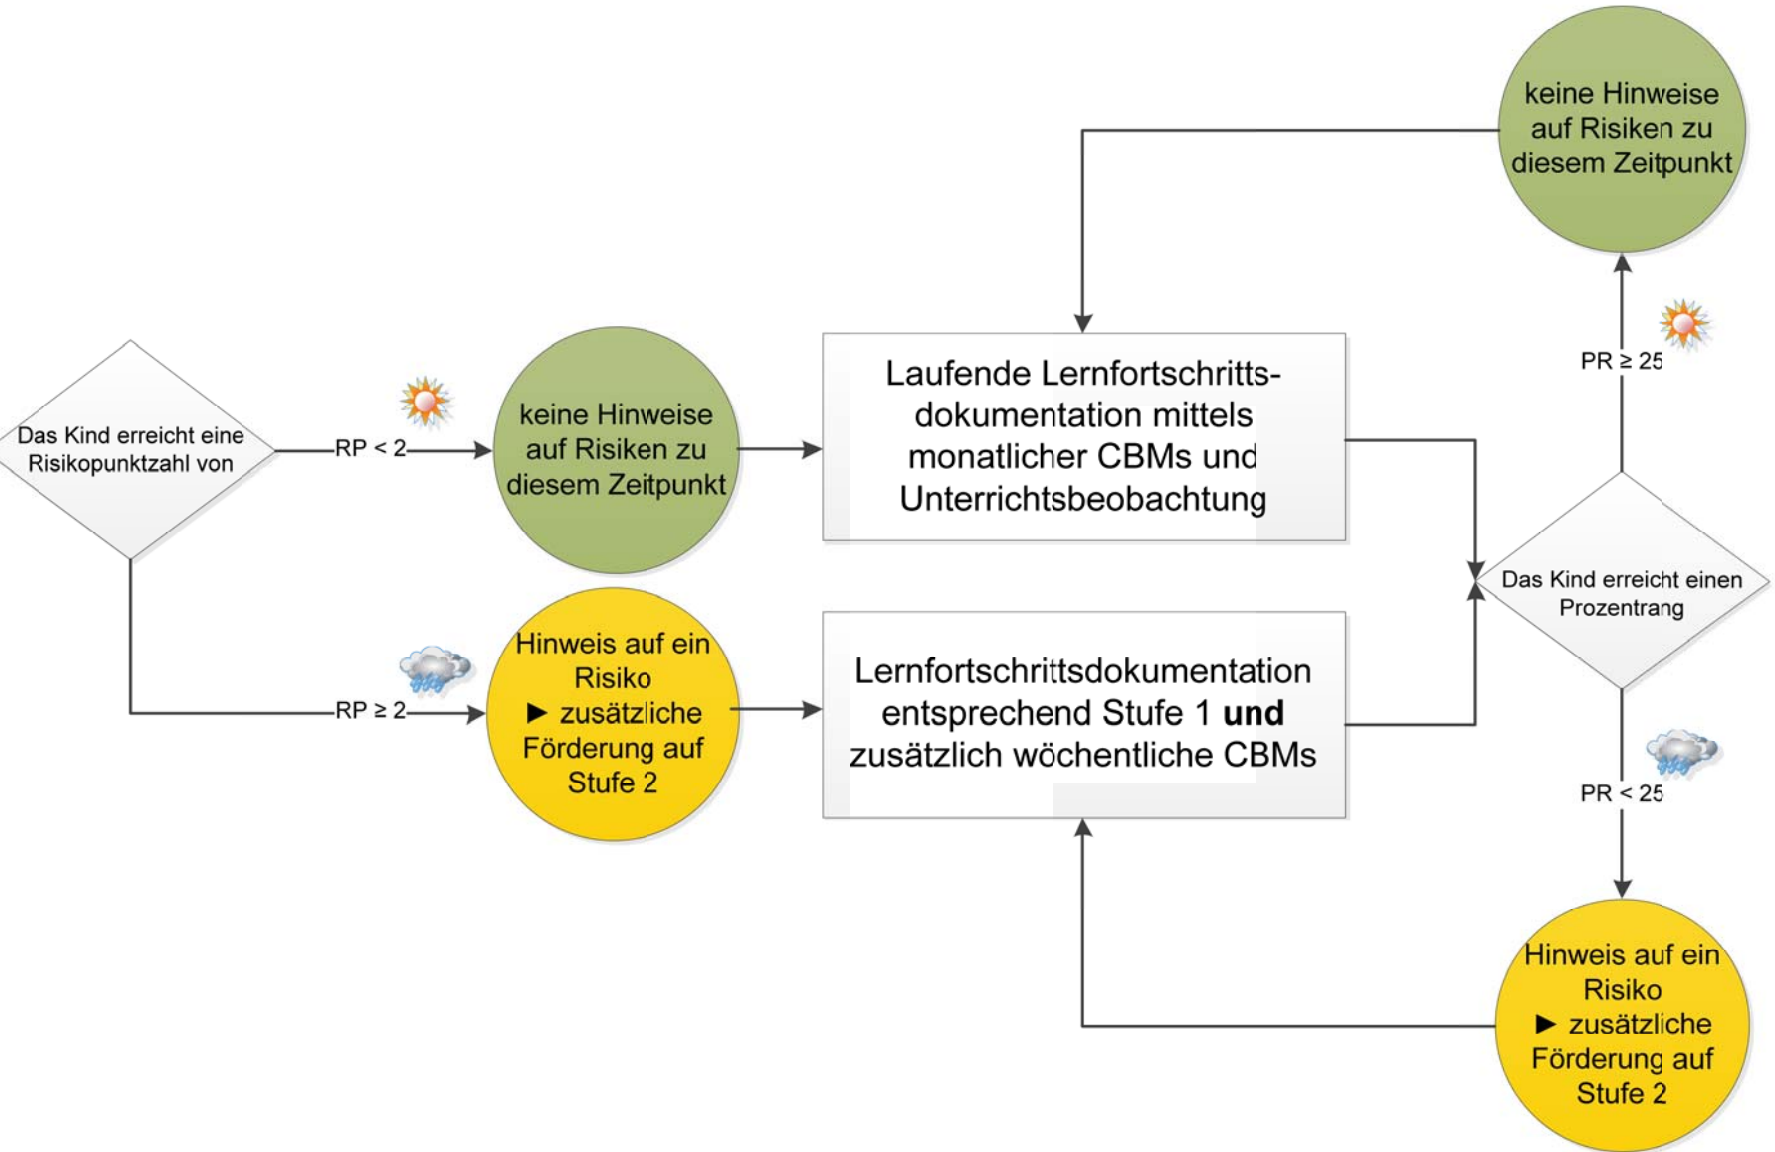 Das Kind erreicht eine
Risikopunktzahl von
RP < 2
keine Hinweise
auf Risiken zu
diesem Zeitpunkt
Laufende Lernfortschritts-
dokumentation mittels
monatlicher CBMs und
Unterrichtsbeobachtung
keine Hinweise
auf Risiken zu
diesem Zeitpunkt
PR ≥ 25
Das Kind erreicht einen
Prozentrang
RP ≥ 2
Hinweis auf ein
Risiko
► zusätzliche
Förderung auf
Stufe 2
Lernfortschrittsdokumentation
entsprechend Stufe 1 und
zusätzlich wöchentliche CBMs
PR < 25
Hinweis auf ein
Risiko
► zusätzliche
Förderung auf
Stufe 2